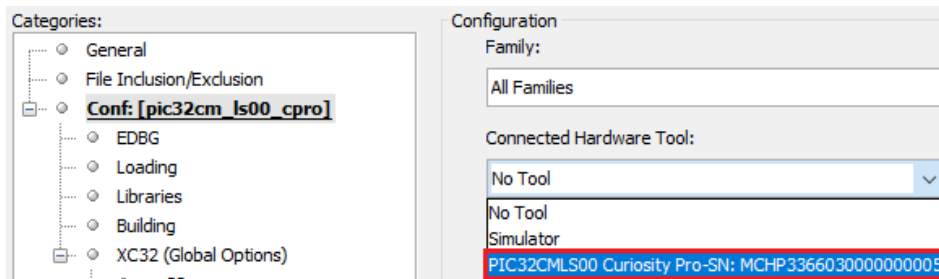 Categories:
General
File Inclusion/Exclusion
Conf: [pic32cm_ls00_cpro]
EDBG
Loading
Libraries
Building
XC32 (Global Options)
Configuration
Family:
All Families
Connected Hardware Tool:
No Tool
No Tool
Simulator
PIC32CMLS00 Curiosity Pro-SN: MCHP3366030000000005